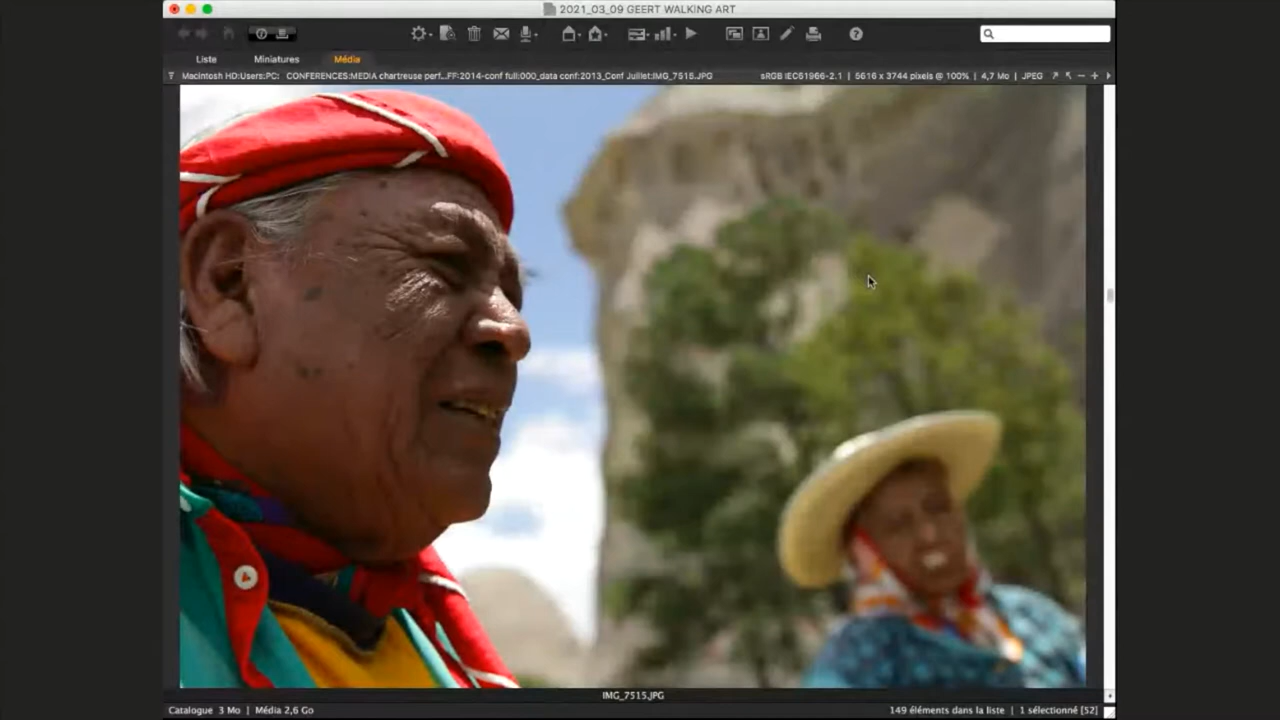 2021_03_09 GEERT WALKING ART
Liste Miniatures Média
Macintosh HD:Users:PC: CONFERENCES:MEDIA chartreuse perf...FF:2014-conf full:000_data conf:2013_Conf Juillet:IMG_7515.JPG sRGB IEC61966-2.1 | 5616 x 3744 pixels @ 100% | 4,7 Mo | JPEG
IMG_7515.JPG
Catalogue 3 Mo | Média 2,6 Go 149 éléments dans la liste | 1 sélectionné [52]